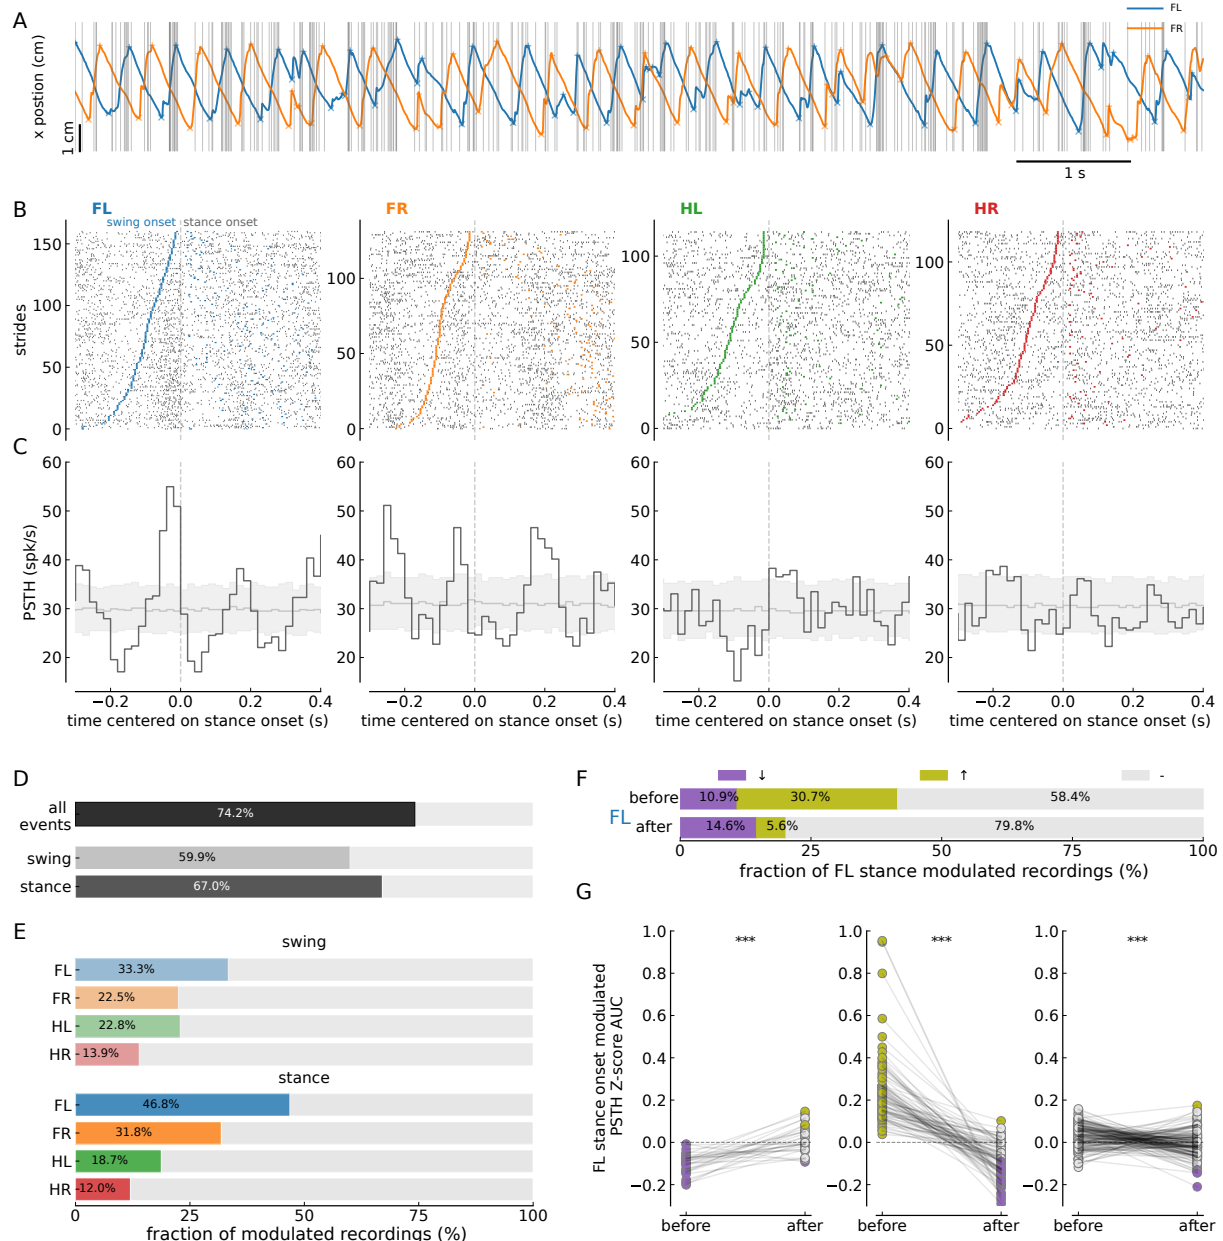 A
x postion (cm)
1 cm
FL
FR
1 s
B
FL
FR
HL
HR
swing onset
stance onset
strides
150
100
50
0
100
50
0
100
50
0
100
50
0
C
PSTH (spk/s)
60
50
40
30
20
60
50
40
30
20
60
50
40
30
20
60
50
40
30
20
−0.2 0.0 0.2 0.4
−0.2 0.0 0.2 0.4
−0.2 0.0 0.2 0.4
−0.2 0.0 0.2 0.4
time centered on stance onset (s)
time centered on stance onset (s)
time centered on stance onset (s)
time centered on stance onset (s)
D
all events 74.2%
swing 59.9%
stance 67.0%
E
swing
FL 33.3%
FR 22.5%
HL 22.8%
HR 13.9%
stance
FL 46.8%
FR 31.8%
HL 18.7%
HR 12.0%
0 25 50 75 100
fraction of modulated recordings (%)
F
↓ ↑ -
FL
before 10.9% 30.7% 58.4%
after 14.6% 5.6% 79.8%
0 25 50 75 100
fraction of FL stance modulated recordings (%)
G
FL stance onset modulated
PSTH Z-score AUC
1.0
0.8
0.6
0.4
0.2
0.0
−0.2
***
before after
1.0
0.8
0.6
0.4
0.2
0.0
−0.2
***
before after
1.0
0.8
0.6
0.4
0.2
0.0
−0.2
***
before after